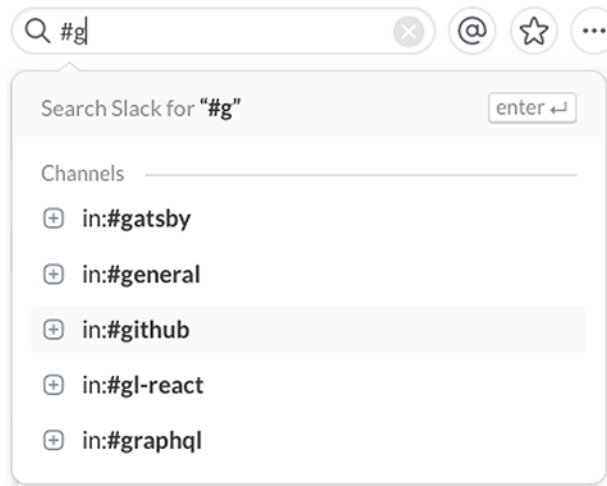 #g
Search Slack for “#g” enter ↵
Channels
in:#gatsby
in:#general
in:#github
in:#gl-react
in:#graphql